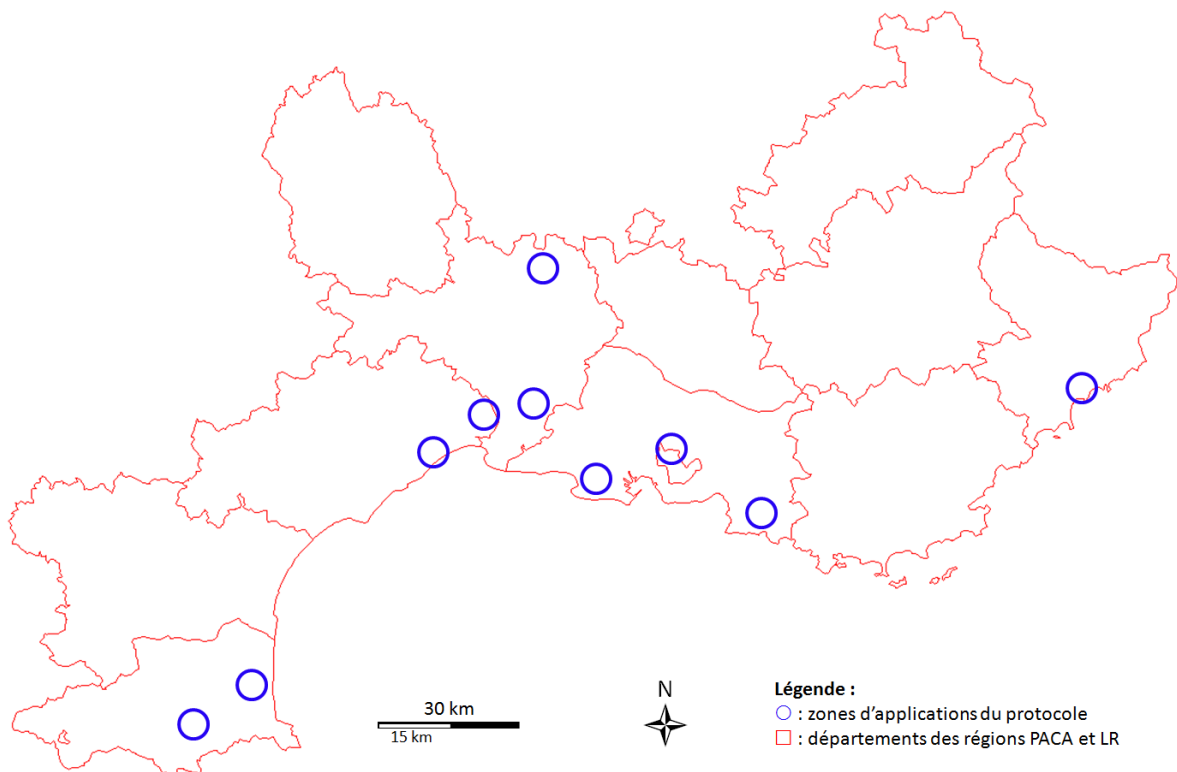 30 km
15 km
N
Légende :
: zones d'applications du protocole
: départements des régions PACA et LR